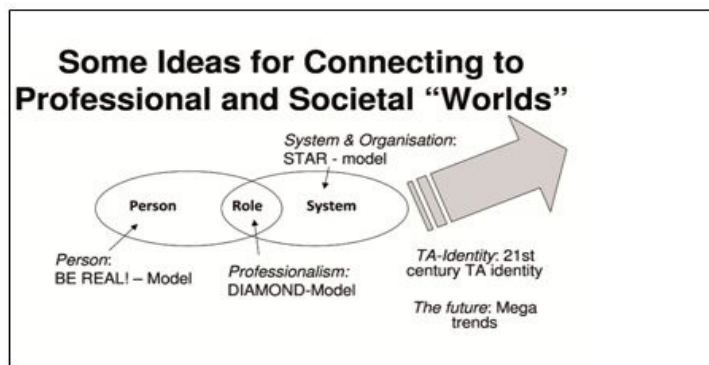 Some Ideas for Connecting to
Professional and Societal “Worlds”
System & Organisation:
STAR - model
Person
Role
System
Person:
BE REAL! – Model
Professionalism:
DIAMOND-Model
TA-Identity: 21st
century TA identity
The future: Mega
trends